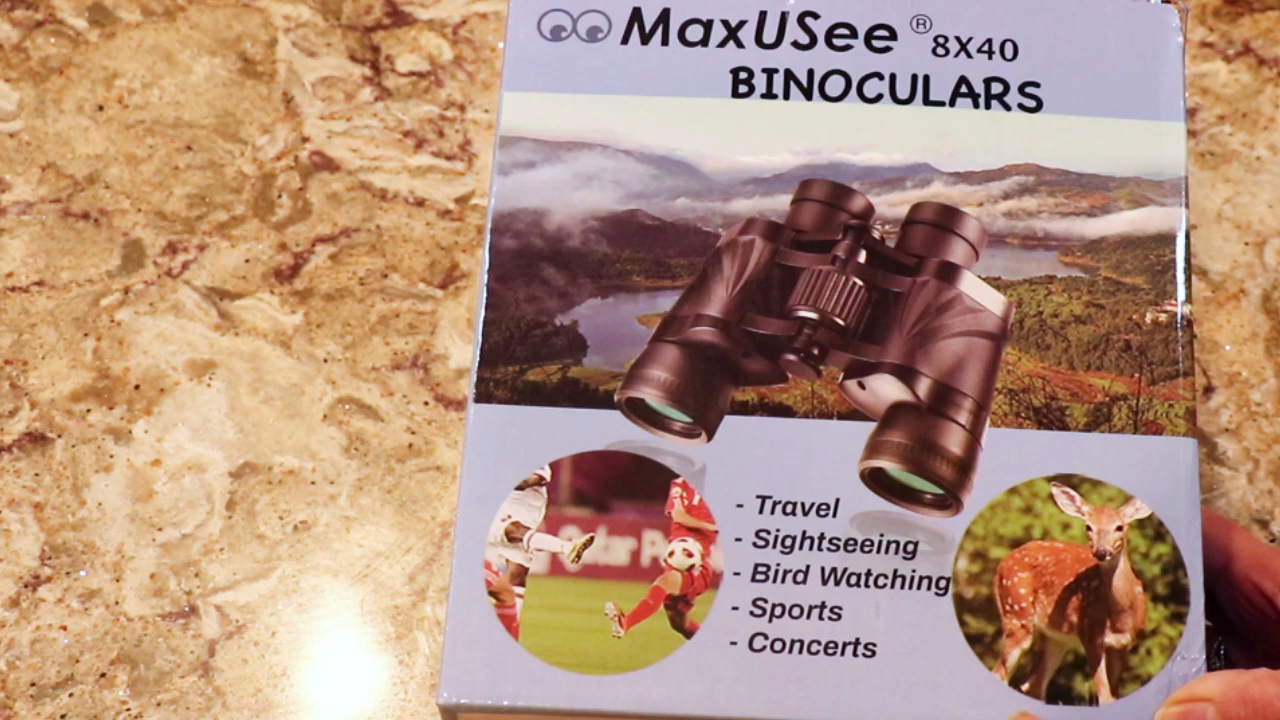 MaxUSee® 8X40
BINOCULARS
- Travel
- Sightseeing
- Bird Watching
- Sports
- Concerts